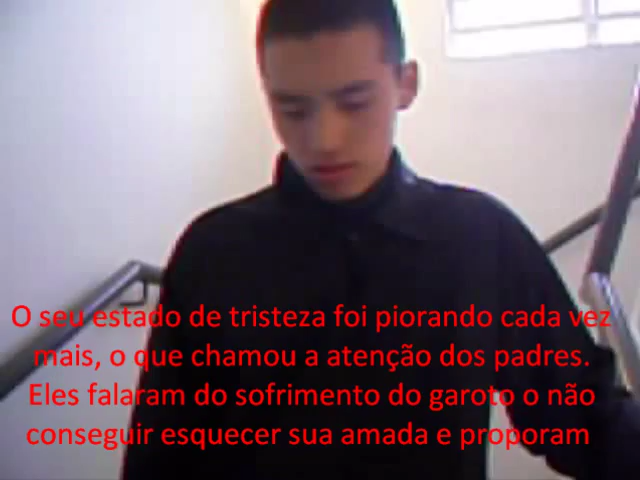 O seu estado de tristeza foi piorando cada vez
mais, o que chamou a atenção dos padres.
Eles falaram do sofrimento do garoto o não
conseguir esquecer sua amada e proporam